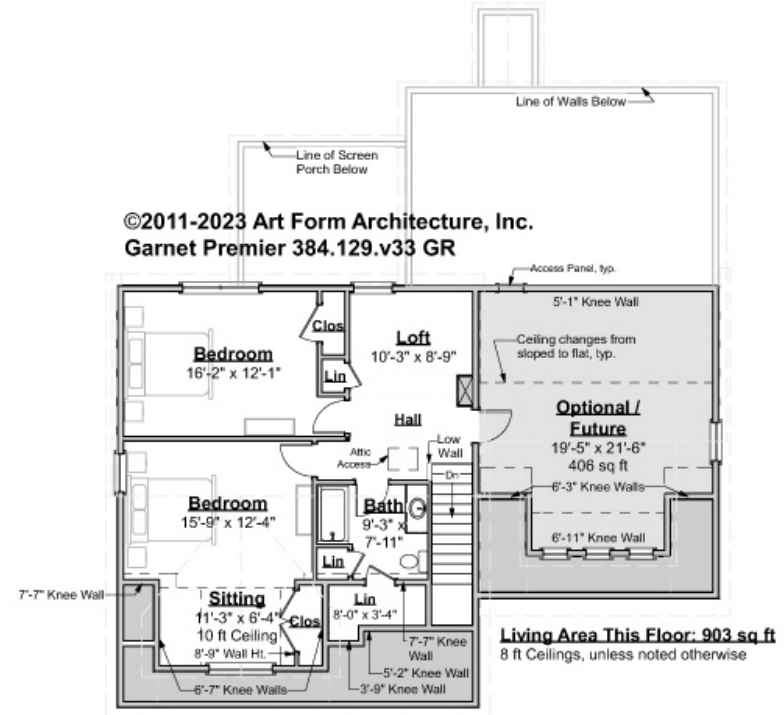 Line of Walls Below
Line of Screen
Porch Below
©2011-2023 Art Form Architecture, Inc.
Garnet Premier 384.129.v33 GR
Access Panel, typ.
5'-1" Knee Wall
Clos
Loft
10'-3" x 8'-9"
Ceiling changes from
sloped to flat, typ.
Bedroom
16'-2" x 12'-1"
Lin
Hall
Optional /
Future
19'-5" x 21'-6"
406 sq ft
Low
Wall
Attic
Access
Dn
6'-3" Knee Walls
Bedroom
15'-9" x 12'-4"
Bath
9'-3" x
7'-11"
6'-11" Knee Wall
Lin
7'-7" Knee Wall
Sitting
11'-3" x 6'-4"
10 ft Ceiling
8'-9" Wall Ht.
Clos
Lin
8'-0" x 3'-4"
7'-7" Knee
Wall
5'-2" Knee Wall
3'-9" Knee Wall
6'-7" Knee Walls
Living Area This Floor: 903 sq ft
8 ft Ceilings, unless noted otherwise